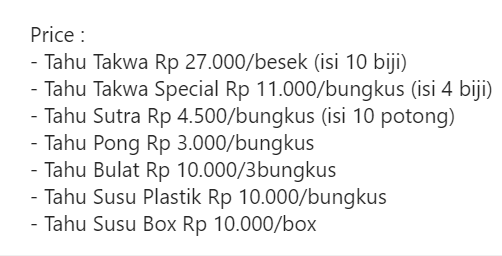 Price :
- Tahu Takwa Rp 27.000/besek (isi 10 biji)
- Tahu Takwa Special Rp 11.000/bungkus (isi 4 biji)
- Tahu Sutra Rp 4.500/bungkus (isi 10 potong)
- Tahu Pong Rp 3.000/bungkus
- Tahu Bulat Rp 10.000/3bungkus
- Tahu Susu Plastik Rp 10.000/bungkus
- Tahu Susu Box Rp 10.000/box